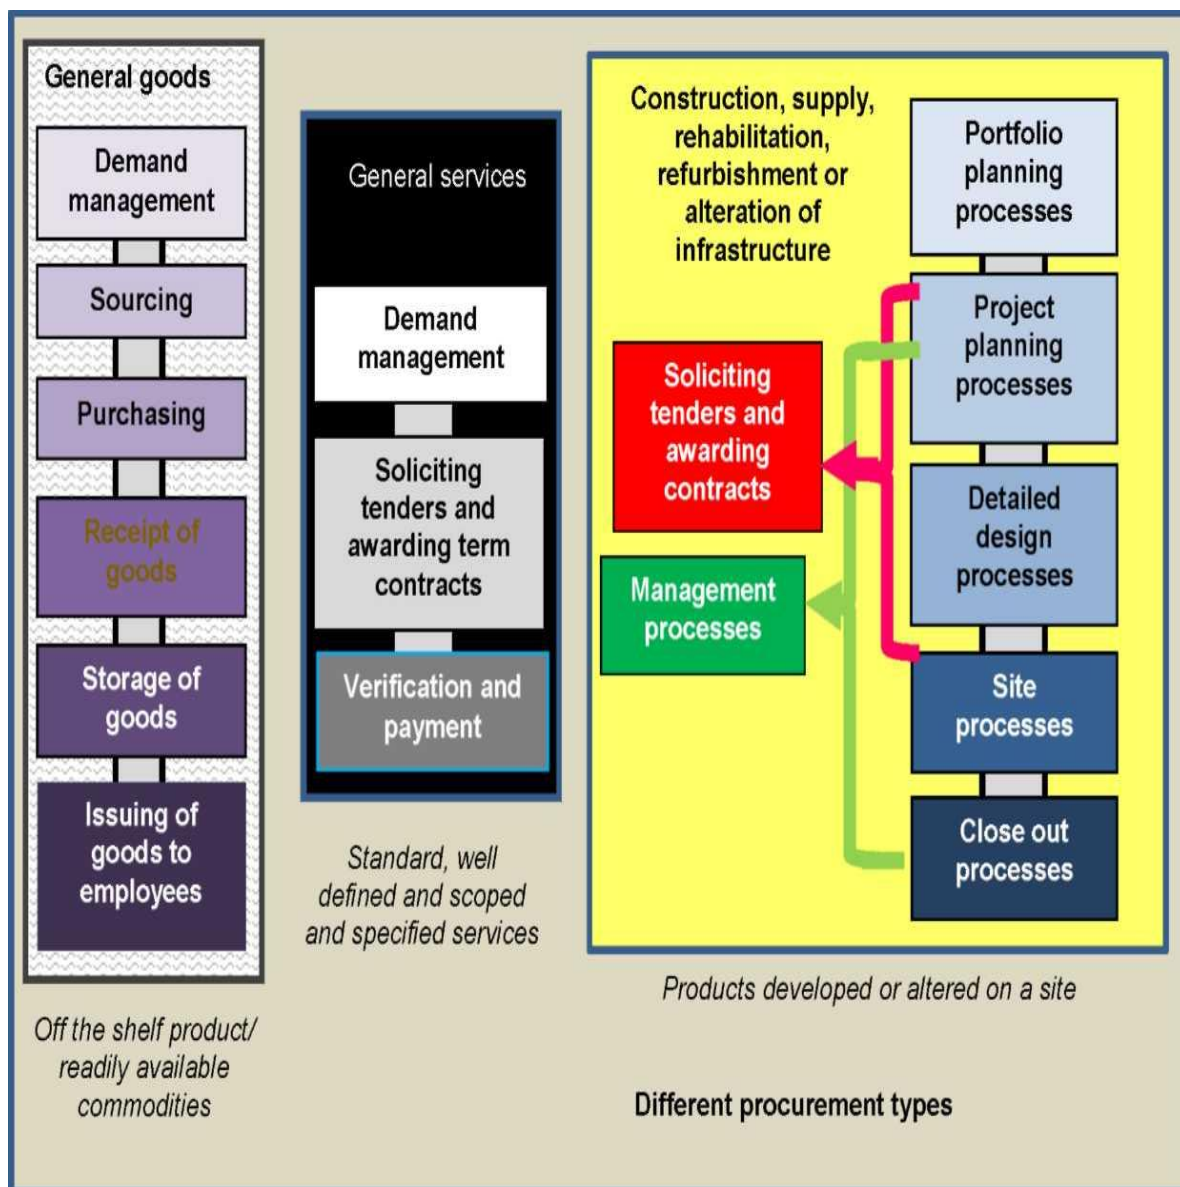 General goods
Demand
management
Sourcing
Purchasing
Receipt of
goods
Storage of
goods
Issuing of
goods to
employees
Off the shelf product/
readily available
commodities
General services
Demand
management
Soliciting
tenders and
awarding term
contracts
Verification and
payment
Standard, well
defined and scoped
and specified services
Construction, supply,
rehabilitation,
refurbishment or
alteration of
infrastructure
Soliciting
tenders and
awarding
contracts
Management
processes
Portfolio
planning
processes
Project
planning
processes
Detailed
design
processes
Site
processes
Close out
processes
Products developed or altered on a site
Different procurement types